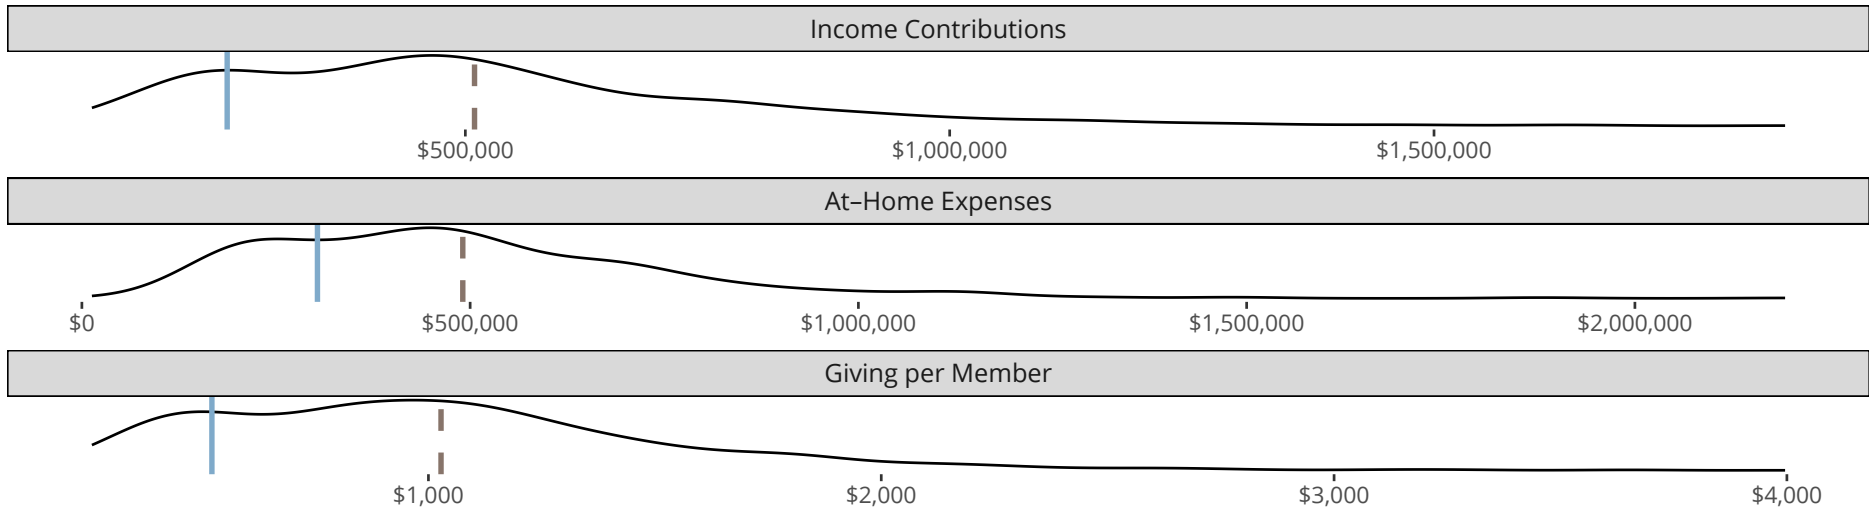 Income Contributions
$500,000 $1,000,000 $1,500,000
At–Home Expenses
$0 $500,000 $1,000,000 $1,500,000 $2,000,000
Giving per Member
$1,000 $2,000 $3,000 $4,000